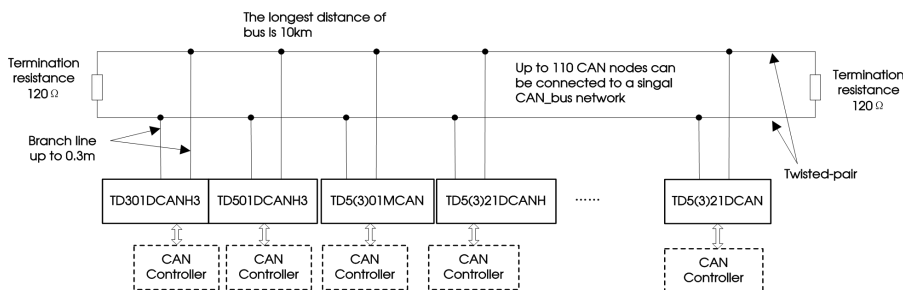 The longest distance of
bus is 10km
Termination
resistance
120Ω
Up to 110 CAN nodes can
be connected to a singal
CAN_bus network
Termination
resistance
120Ω
Branch line
up to 0.3m
Twisted-pair
TD301DCANH3
TD501DCANH3
TD5(3)01MCAN
TD5(3)21DCANH
......
TD5(3)21DCAN
CAN
Controller
CAN
Controller
CAN
Controller
CAN
Controller
CAN
Controller